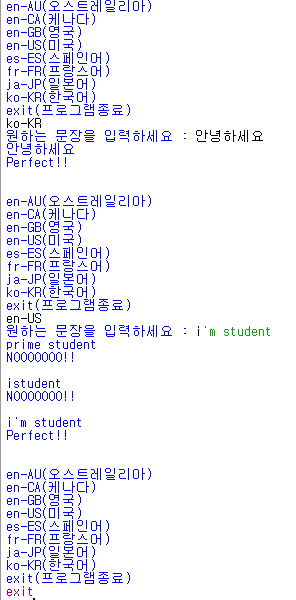 en-AU(오스트레일리아)
en-CA(케나다)
en-GB(영국)
en-US(미국)
es-ES(스페인어)
fr-FR(프랑스어)
ja-JP(일본어)
ko-KR(한국어)
exit(프로그램종료)
ko-KR
원하는 문장을 입력하세요 : 안녕하세요
안녕하세요
Perfect!!
en-AU(오스트레일리아)
en-CA(케나다)
en-GB(영국)
en-US(미국)
es-ES(스페인어)
fr-FR(프랑스어)
ja-JP(일본어)
ko-KR(한국어)
exit(프로그램종료)
en-US
원하는 문장을 입력하세요 : i'm student
prime student
NOOOOOOO!!
istudent
NOOOOOOO!!
i'm student
Perfect!!
en-AU(오스트레일리아)
en-CA(케나다)
en-GB(영국)
en-US(미국)
es-ES(스페인어)
fr-FR(프랑스어)
ja-JP(일본어)
ko-KR(한국어)
exit(프로그램종료)
exit